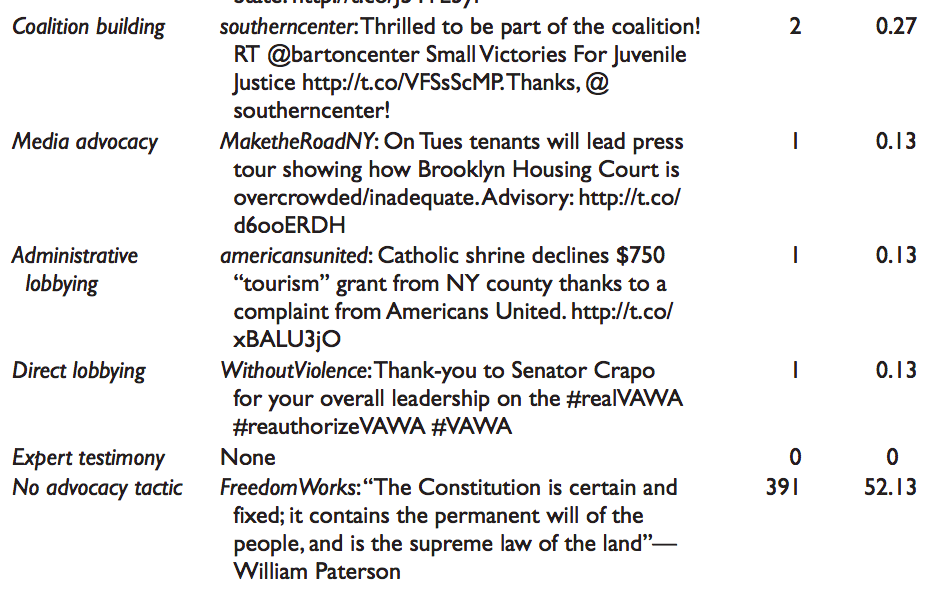 Coalition building southerncenter: Thrilled to be part of the coalition! 2 0.27
RT @bartoncenter Small Victories For Juvenile
Justice http://t.co/VFSsScMP. Thanks, @
southerncenter!
Media advocacy MaketheRoadNY: On Tues tenants will lead press 1 0.13
tour showing how Brooklyn Housing Court is
overcrowded/inadequate. Advisory: http://t.co/
d6ooERDH
Administrative americansunited: Catholic shrine declines $750 1 0.13
lobbying “tourism” grant from NY county thanks to a
complaint from Americans United. http://t.co/
xBALU3jO
Direct lobbying WithoutViolence: Thank-you to Senator Crapo 1 0.13
for your overall leadership on the #realVAWA
#reauthorizeVAWA #VAWA
Expert testimony None 0 0
No advocacy tactic FreedomWorks: “The Constitution is certain and 391 52.13
fixed; it contains the permanent will of the
people, and is the supreme law of the land”—
William Paterson